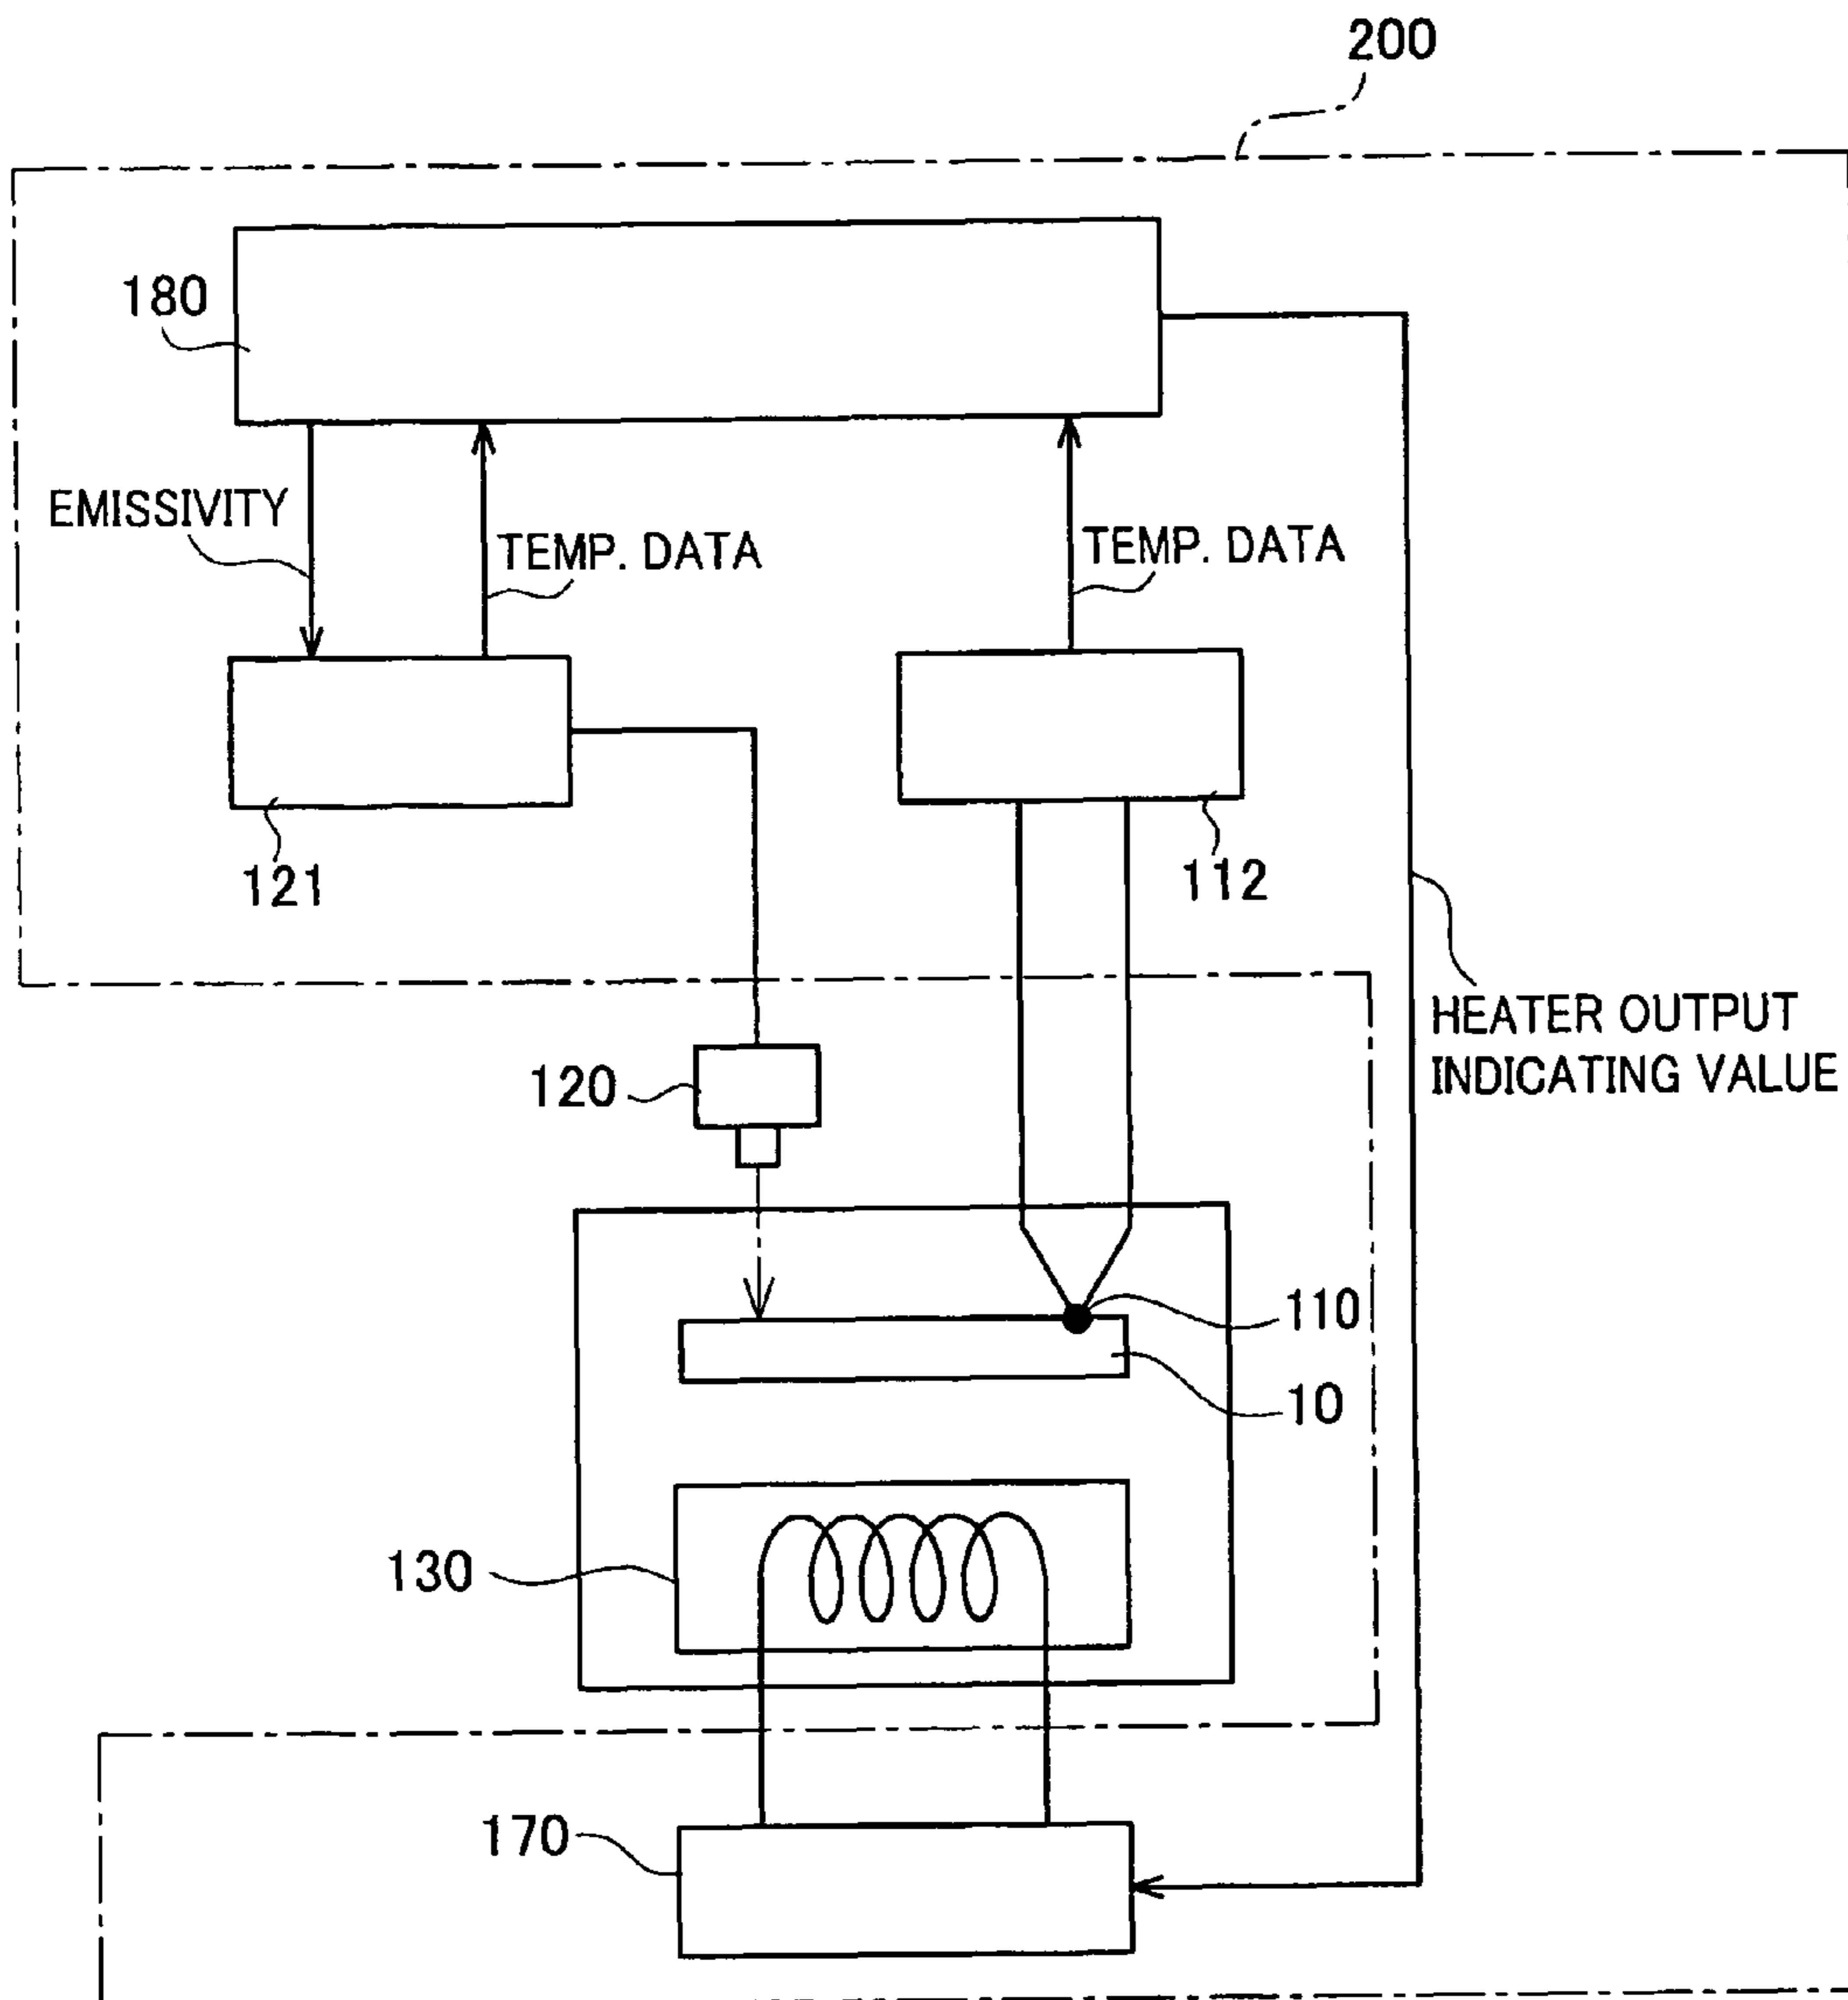 200
180
EMISSIVITY
TEMP. DATA
TEMP. DATA
121
112
HEATER OUTPUT
INDICATING VALUE
120
110
10
130
170